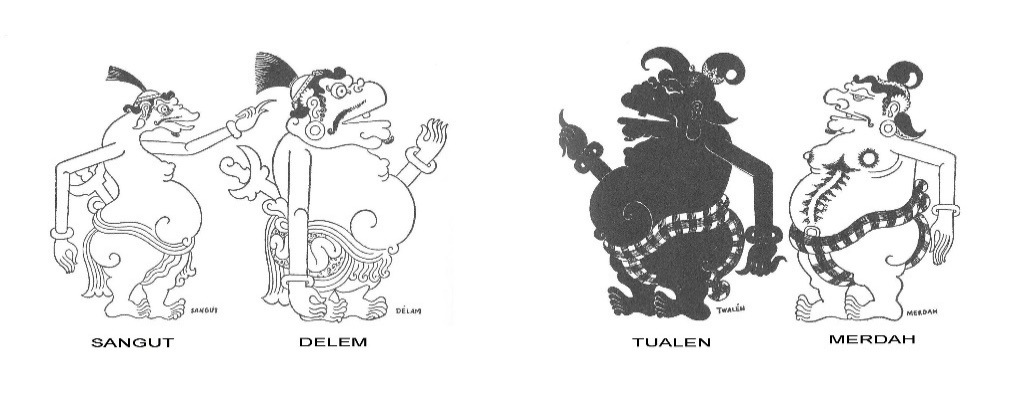 SANGUT
DÉLAM
TWALÉN
MERDAH
SANGUT
DELEM
TUALEN
MERDAH